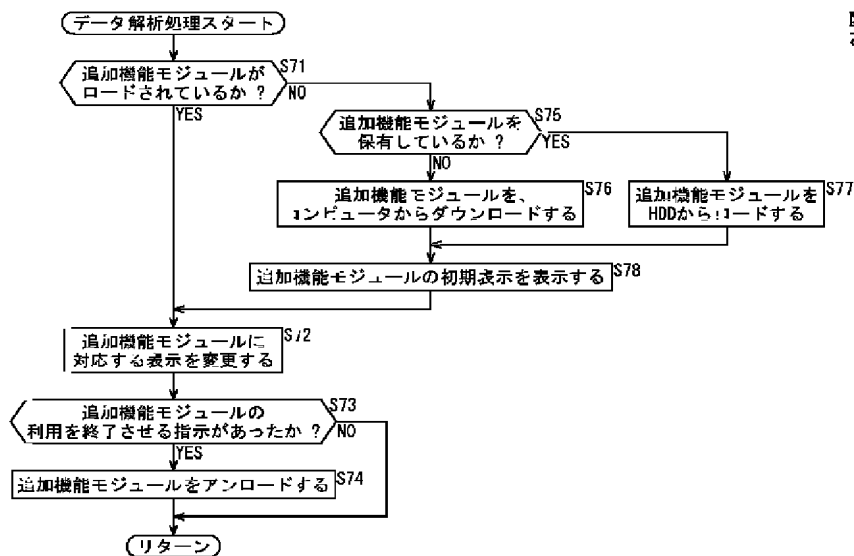 データ解析処理スタート
追加機能モジュールが
ロードされているか ?
S71
NO
YES
追加機能モジュールを
保有しているか ?
S75
YES
NO
追加機能モジュールを、
コンピュータからダウンロードする
S76
追加機能モジュールを
HDDからロードする
S77
追加機能モジュールの初期表示を表示する
S78
追加機能モジュールに
対応する表示を変更する
S72
追加機能モジュールの
利用を終了させる指示があったか ?
S73
NO
YES
追加機能モジュールをアンロードする
S74
リターン